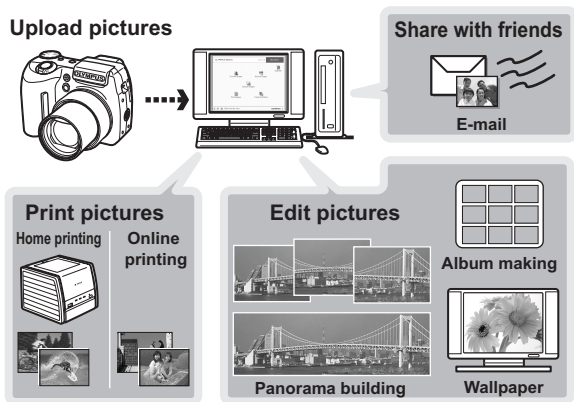 Upload pictures
OLYMPUS
Share with friends
E-mail
Print pictures
Home printing
Online
printing
Edit pictures
Panorama building
Album making
Wallpaper